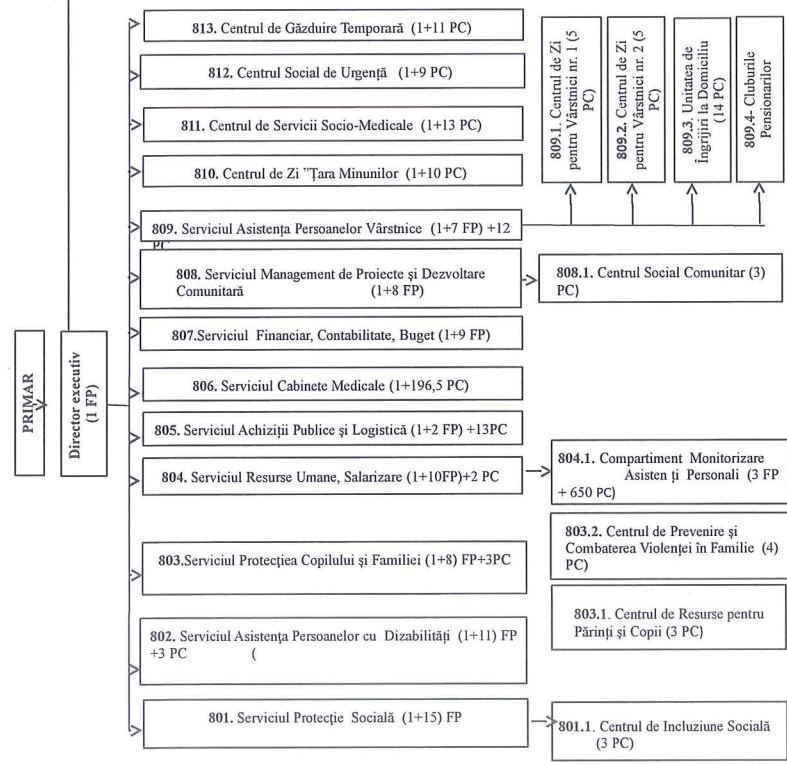 813. Centrul de Găzduire Temporară (1+11 PC)
812. Centrul Social de Urgență (1+9 PC)
811. Centrul de Servicii Socio-Medicale (1+13 PC)
810. Centrul de Zi "Țara Minunilor (1+10 PC)
809. Serviciul Asistența Persoanelor Vârstnice (1+7 FP) +12
PC
809.1. Centrul de Zi
pentru Vârstnici nr. 1 (5
PC)
809.2. Centrul de Zi
pentru Vârstnici nr. 2 (5
PC)
809.3. Unitatea de
Îngrijiri la Domiciliu
(14 PC)
809.4- Cluburile
Pensionarilor
808. Serviciul Management de Proiecte și Dezvoltare
Comunitară (1+8 FP)
808.1. Centrul Social Comunitar (3)
PC)
807.Serviciul Financiar, Contabilitate, Buget (1+9 FP)
PRIMAR
Director executiv
(1 FP)
806. Serviciul Cabinete Medicale (1+196,5 PC)
805. Serviciul Achiziții Publice și Logistică (1+2 FP) +13PC
804. Serviciul Resurse Umane, Salarizare (1+10FP)+2 PC
804.1. Compartiment Monitorizare
Asisten ți Personali (3 FP
+ 650 PC)
803.Serviciul Protecțiea Copilului și Familiei (1+8) FP+3PC
803.2. Centrul de Prevenire și
Combaterea Violenței în Familie (4)
PC)
803.1. Centrul de Resurse pentru
Părinți și Copii (3 PC)
802. Serviciul Asistența Persoanelor cu Dizabilități (1+11) FP
+3 PC (
801. Serviciul Protecție Socială (1+15) FP
801.1. Centrul de Incluziune Socială
(3 PC)